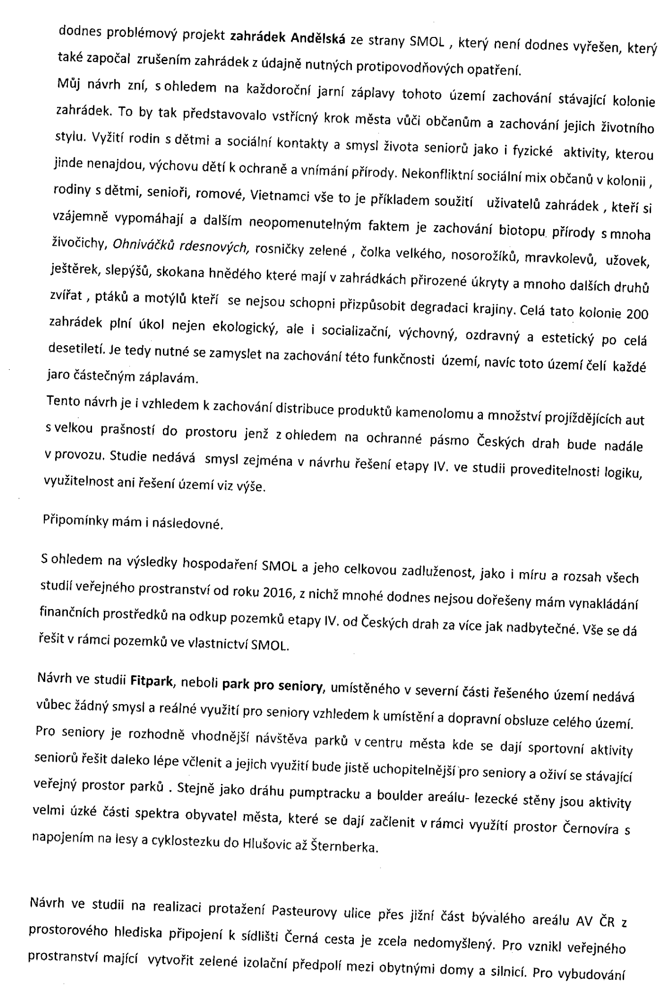 dodnes problémový projekt zahrádek Andělská ze strany SMOL , který není dodnes vyřešen, který
také započal zrušením zahrádek z údajně nutných protipovodňových opatření.
Můj návrh zní, s ohledem na každoroční jarní záplavy tohoto území zachování stávající kolonie
zahrádek. To by tak představovalo vstřícný krok města vůči občanům a zachování jejich životního
stylu. Vyžití rodin s dětmi a sociální kontakty a smysl života seniorů jako i fyzické aktivity, kterou
jinde nenajdou, výchovu dětí k ochraně a vnímání přírody. Nekonfliktní sociální mix občanů v kolonii ,
rodiny s dětmi, senioři, romové, Vietnamci vše to je příkladem soužití uživatelů zahrádek , kteří si
vzájemně vypomáhají a dalším neopomenutelným faktem je zachování biotopu přírody s mnoha
živočichy, Ohniváčků rdesnových, rosničky zelené , čolka velkého, nosorožíků, mravkolevů, užovek,
ještěrek, slepýšů, skokana hnědého které mají v zahrádkách přirozené úkryty a mnoho dalších druhů
zvířat , ptáků a motýlů kteří se nejsou schopni přizpůsobit degradaci krajiny. Celá tato kolonie 200
zahrádek plní úkol nejen ekologický, ale i socializační, výchovný, ozdravný a estetický po celá
desetiletí. Je tedy nutné se zamyslet na zachování této funkčnosti území, navíc toto území čelí každé
jaro částečným záplavám.
Tento návrh je i vzhledem k zachování distribuce produktů kamenolomu a množství projíždějících aut
s velkou prašností do prostoru jenž z ohledem na ochranné pásmo Českých drah bude nadále
v provozu. Studie nedává smysl zejména v návrhu řešení etapy IV. ve studii proveditelnosti logiku,
využitelnost ani řešení území viz výše.
Připomínky mám i následovné.
S ohledem na výsledky hospodaření SMOL a jeho celkovou zadluženost, jako i míru a rozsah všech
studií veřejného prostranství od roku 2016, z nichž mnohé dodnes nejsou dořešeny mám vynakládání
finančních prostředků na odkup pozemků etapy IV. od Českých drah za více jak nadbytečné. Vše se dá
řešit v rámci pozemků ve vlastnictví SMOL.
Návrh ve studii Fitpark, neboli park pro seniory, umístěného v severní části řešeného území nedává
vůbec žádný smysl a reálné využití pro seniory vzhledem k umístění a dopravní obsluze celého území.
Pro seniory je rozhodně vhodnější návštěva parků v centru města kde se dají sportovní aktivity
seniorů řešit daleko lépe včlenit a jejich využití bude jistě uchopitelnější pro seniory a oživí se stávající
veřejný prostor parků . Stejně jako dráhu pumptracku a boulder areálu- lezecké stěny jsou aktivity
velmi úzké části spektra obyvatel města, které se dají začlenit v rámci využítí prostor Černovíra s
napojením na lesy a cyklostezku do Hlušovic až Šternberka.
Návrh ve studii na realizaci protažení Pasteurovy ulice přes jižní část bývalého areálu AV ČR z
prostorového hlediska připojení k sídlišti Černá cesta je zcela nedomyšlený. Pro vznikl veřejného
prostranství mající vytvořit zelené izolační předpolí mezi obytnými domy a silnicí. Pro vybudování